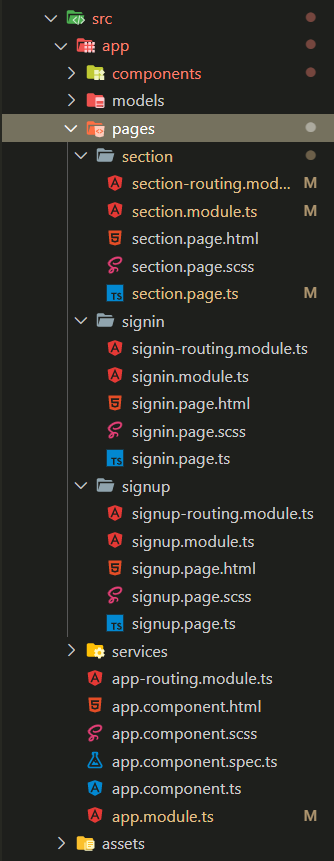 src
app
components
models
pages
section
section-routing.mod... M
section.module.ts M
section.page.html
section.page.scss
TS section.page.ts M
signin
signin-routing.module.ts
signin.module.ts
signin.page.html
signin.page.scss
TS signin.page.ts
signup
signup-routing.module.ts
signup.module.ts
signup.page.html
signup.page.scss
TS signup.page.ts
services
app-routing.module.ts
app.component.html
app.component.scss
app.component.spec.ts
app.component.ts
app.module.ts M
assets